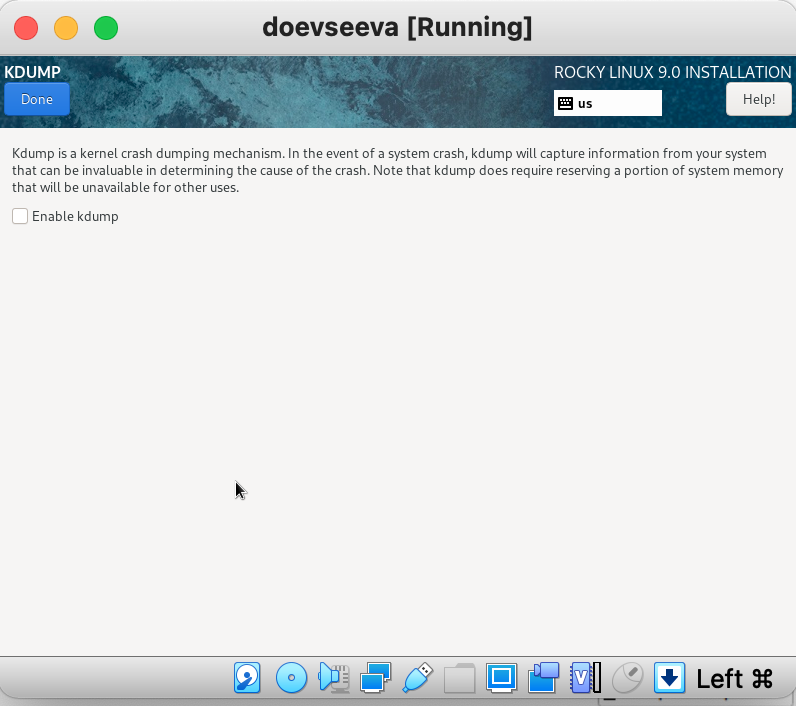 doevseeva [Running]
KDUMP
ROCKY LINUX 9.0 INSTALLATION
Done
us
Help!
Kdump is a kernel crash dumping mechanism. In the event of a system crash, kdump will capture information from your system
that can be invaluable in determining the cause of the crash. Note that kdump does require reserving a portion of system memory
that will be unavailable for other uses.
Enable kdump
V
Left ⌘